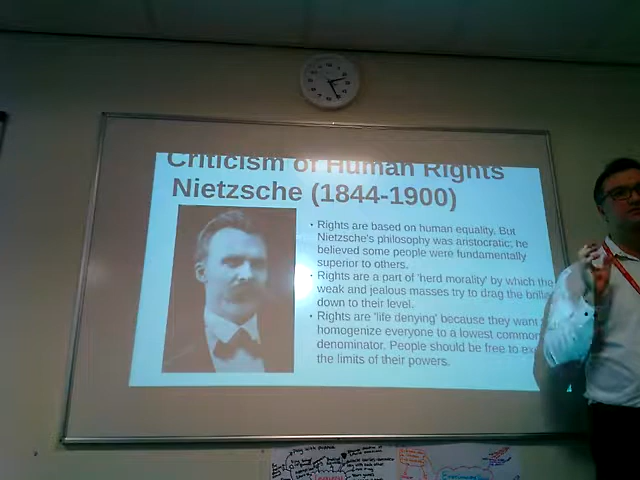 Criticism of Human Rights
Nietzsche (1844-1900)
• Rights are based on human equality. But
Nietzsche's philosophy was aristocratic; he
believed some people were fundamentally
superior to others.
• Rights are a part of 'herd morality' by which the
weak and jealous masses try to drag the
down to their level.
• Rights are 'life denying' because they want
homogenize everyone to a lowest common
denominator. People should be free to
the limits of their powers.